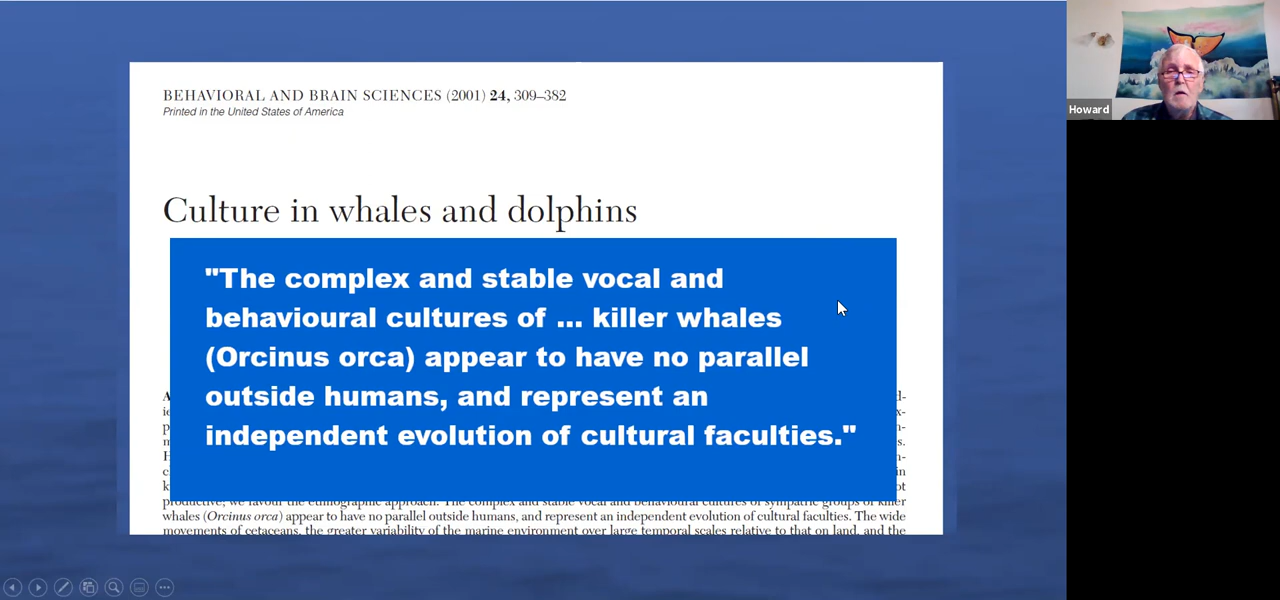 BEHAVIORAL AND BRAIN SCIENCES (2001) 24, 309–382
Printed in the United States of America
Culture in whales and dolphins
"The complex and stable vocal and
behavioural cultures of ... killer whales
(Orcinus orca) appear to have no parallel
outside humans, and represent an
independent evolution of cultural faculties."
productive; we favour the ethnographic approach. The complex and stable vocal and behavioural cultures of sympatric groups of killer
whales (Orcinus orca) appear to have no parallel outside humans, and represent an independent evolution of cultural faculties. The wide
movements of cetaceans, the greater variability of the marine environment over large temporal scales relative to that on land, and the
Howard